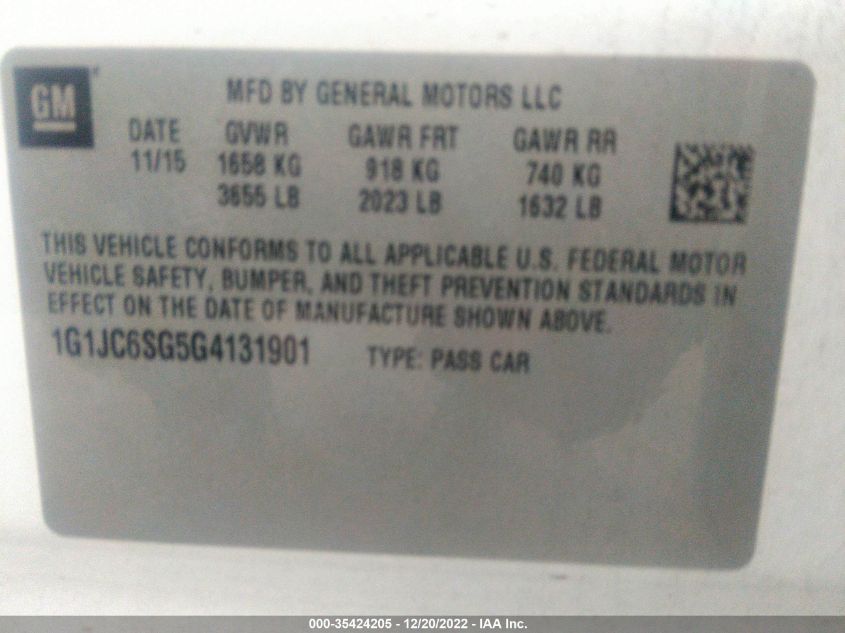 GM
MFD BY GENERAL MOTORS LLC
DATE GVWR GAWR FRT GAWR RR
11/15 1658 KG 918 KG 740 KG
3655 LB 2023 LB 1632 LB
THIS VEHICLE CONFORMS TO ALL APPLICABLE U.S. FEDERAL MOTOR
VEHICLE SAFETY, BUMPER, AND THEFT PREVENTION STANDARDS IN
EFFECT ON THE DATE OF MANUFACTURE SHOWN ABOVE.
1G1JC6SG5G4131901 TYPE: PASS CAR
000-35424205 - 12/20/2022 - IAA Inc.